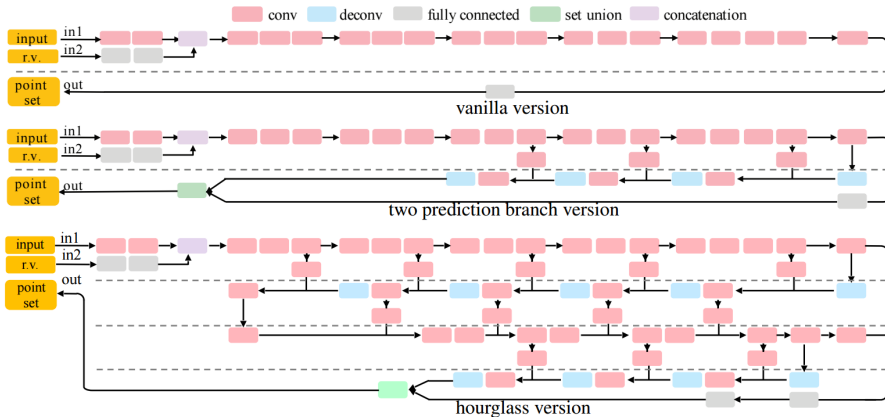 conv deconv fully connected set union concatenation
input in1
r.v. in2
point set out
vanilla version
input in1
r.v. in2
point set out
two prediction branch version
input in1
r.v. in2
point set out
hourglass version